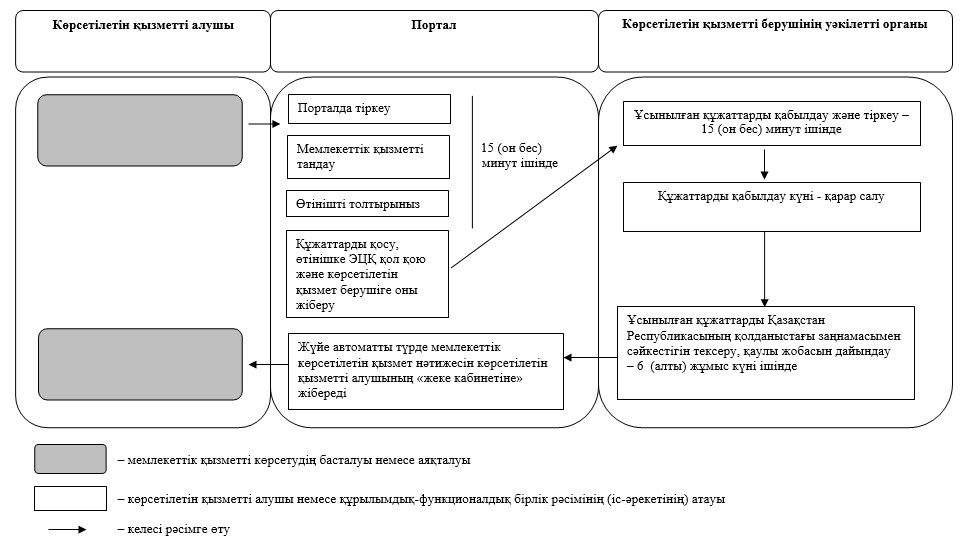 Көрсетілетін қызметті алушы
Портал
Көрсетілетін қызметті берушінің уәкілетті органы
Порталда тіркеу
Мемлекеттік қызметті
тандау
Өтінішті толтырыңыз
Құжаттарды қосу,
өтінішке ЭЦҚ қол қою
және көрсетілетін
қызмет берушіге оны
жіберу
15 (он бес)
минут ішінде
Жүйе автоматты түрде мемлекеттік
көрсетілетін қызмет нәтижесін көрсетілетін
қызметті алушының «жеке кабинетіне»
жібереді
Ұсынылған құжаттарды қабылдау және тіркеу –
15 (он бес) минут ішінде
Құжаттарды қабылдау күні - қарар салу
Ұсынылған құжаттарды Қазақстан
Республикасының қолданыстағы заңнамасымен
сәйкестігін тексеру, қаулы жобасын дайындау
– 6 (алты) жұмыс күні ішінде
– мемлекеттік қызметті көрсетудің басталуы немесе аяқталуы
– көрсетілетін қызметті алушы немесе құрылымдық-функционалдық бірлік рәсімінің (іс-әрекетінің) атауы
– келесі рәсімге өту